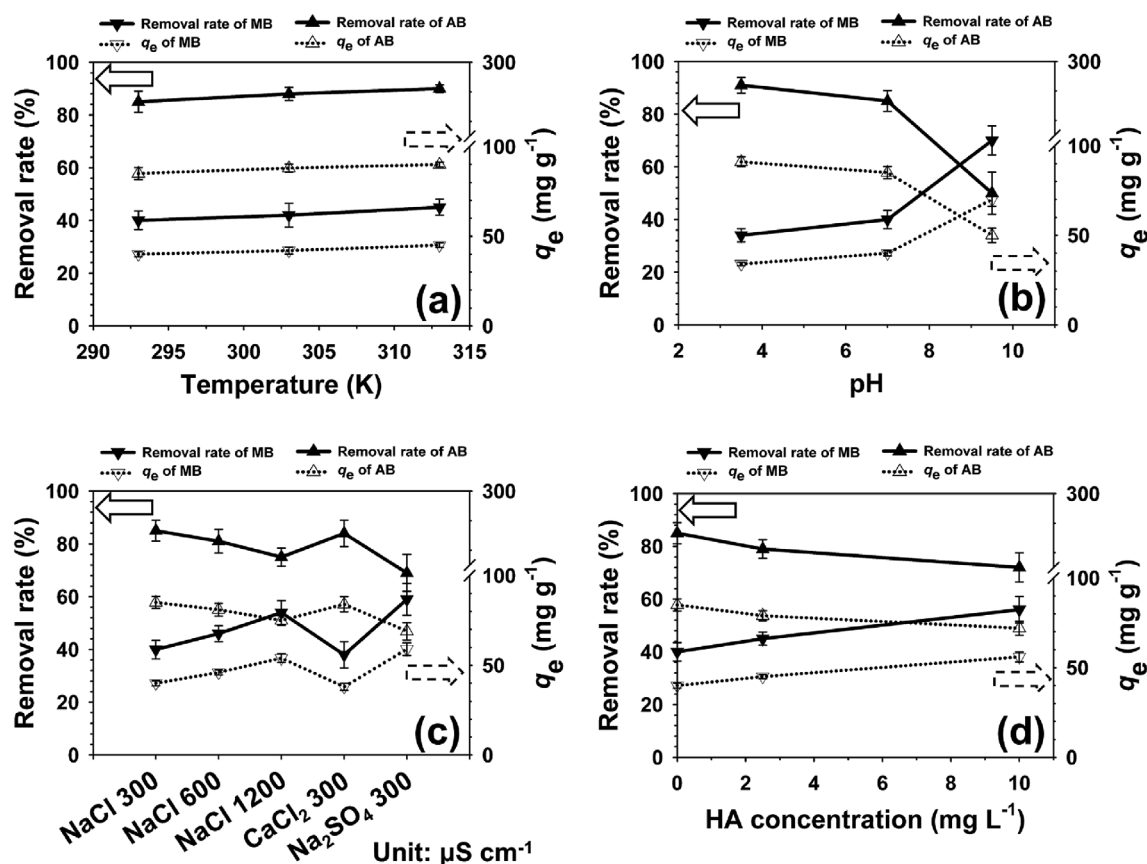 Removal rate of MB
Removal rate of AB
qe of MB
qe of AB
100
80
60
40
20
0
Removal rate (%)
300
100
50
0
qe (mg g-1)
(a)
290
295
300
305
310
315
Temperature (K)
Removal rate of MB
Removal rate of AB
qe of MB
qe of AB
100
80
60
40
20
0
Removal rate (%)
300
100
50
0
qe (mg g-1)
(b)
2
4
6
8
10
pH
Removal rate of MB
Removal rate of AB
qe of MB
qe of AB
100
80
60
40
20
0
Removal rate (%)
300
100
50
0
qe (mg g-1)
(c)
NaCl 300
NaCl 600
NaCl 1200
CaCl2 300
Na2SO4 300
Unit: µS cm-1
Removal rate of MB
Removal rate of AB
qe of MB
qe of AB
100
80
60
40
20
0
Removal rate (%)
300
100
50
0
qe (mg g-1)
(d)
0
2
4
6
8
10
HA concentration (mg L-1)